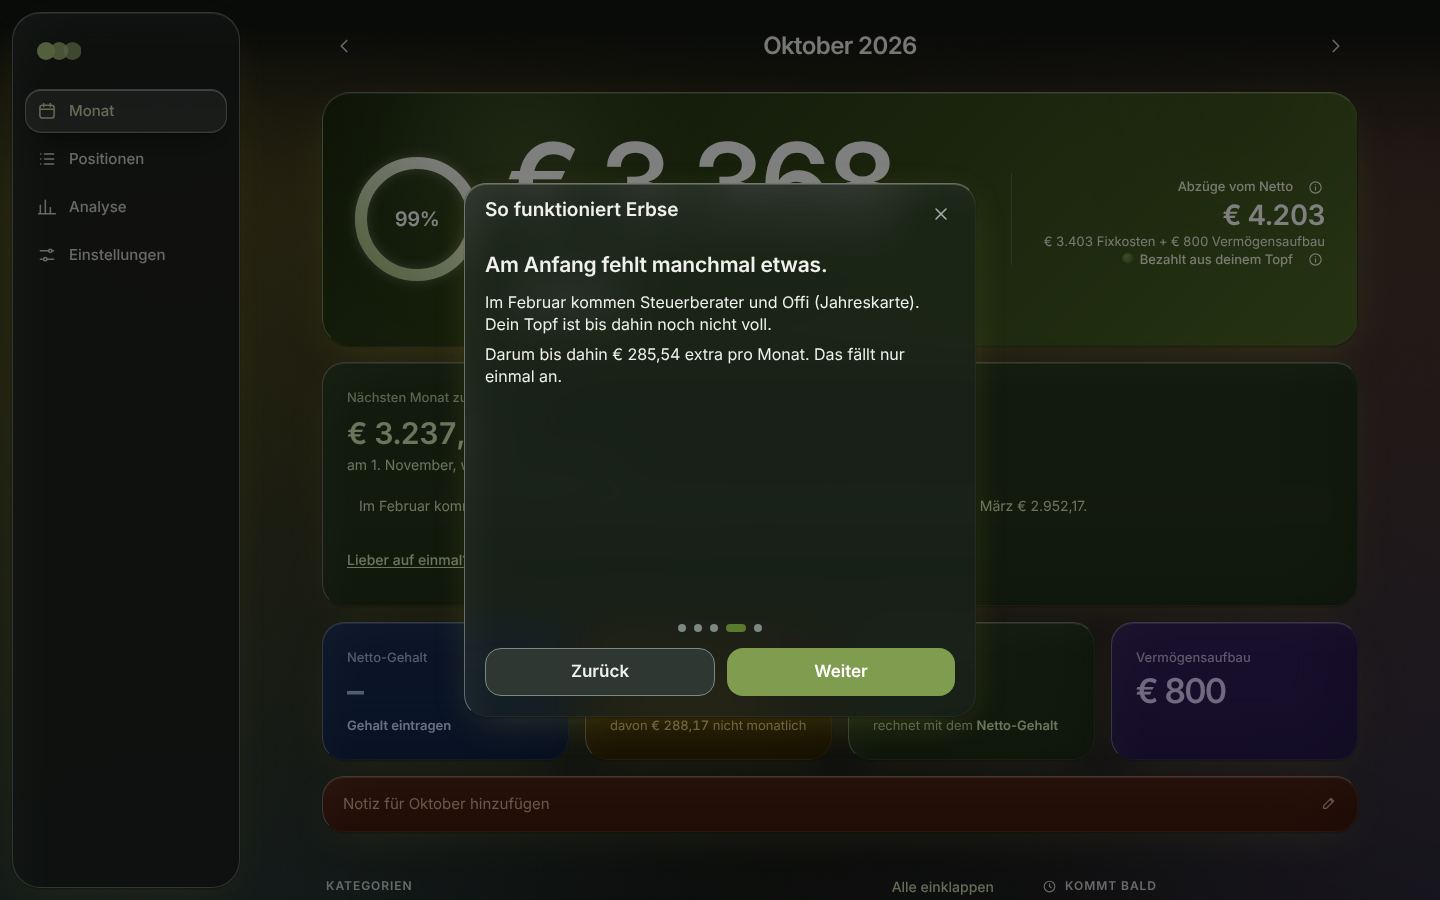 Oktober 2026
Monat
Positionen
Analyse
Einstellungen
€ 3.368
99%
Abzüge vom Netto
€ 4.203
€ 3.403 Fixkosten + € 800 Vermögensaufbau
Bezahlt aus deinem Topf
So funktioniert Erbse
Am Anfang fehlt manchmal etwas.
Im Februar kommen Steuerberater und Offi (Jahreskarte).
Dein Topf ist bis dahin noch nicht voll.
Darum bis dahin € 285,54 extra pro Monat. Das fällt nur
einmal an.
Zurück
Weiter
Nächsten Monat
€ 3.237,
am 1. November,
Im Februar
März € 2.952,17.
Lieber auf einmal
Netto-Gehalt
–
Gehalt eintragen
davon € 288,17 nicht monatlich
rechnet mit dem Netto-Gehalt
Vermögensaufbau
€ 800
Notiz für Oktober hinzufügen
KATEGORIEN
Alle einklappen
KOMMT BALD